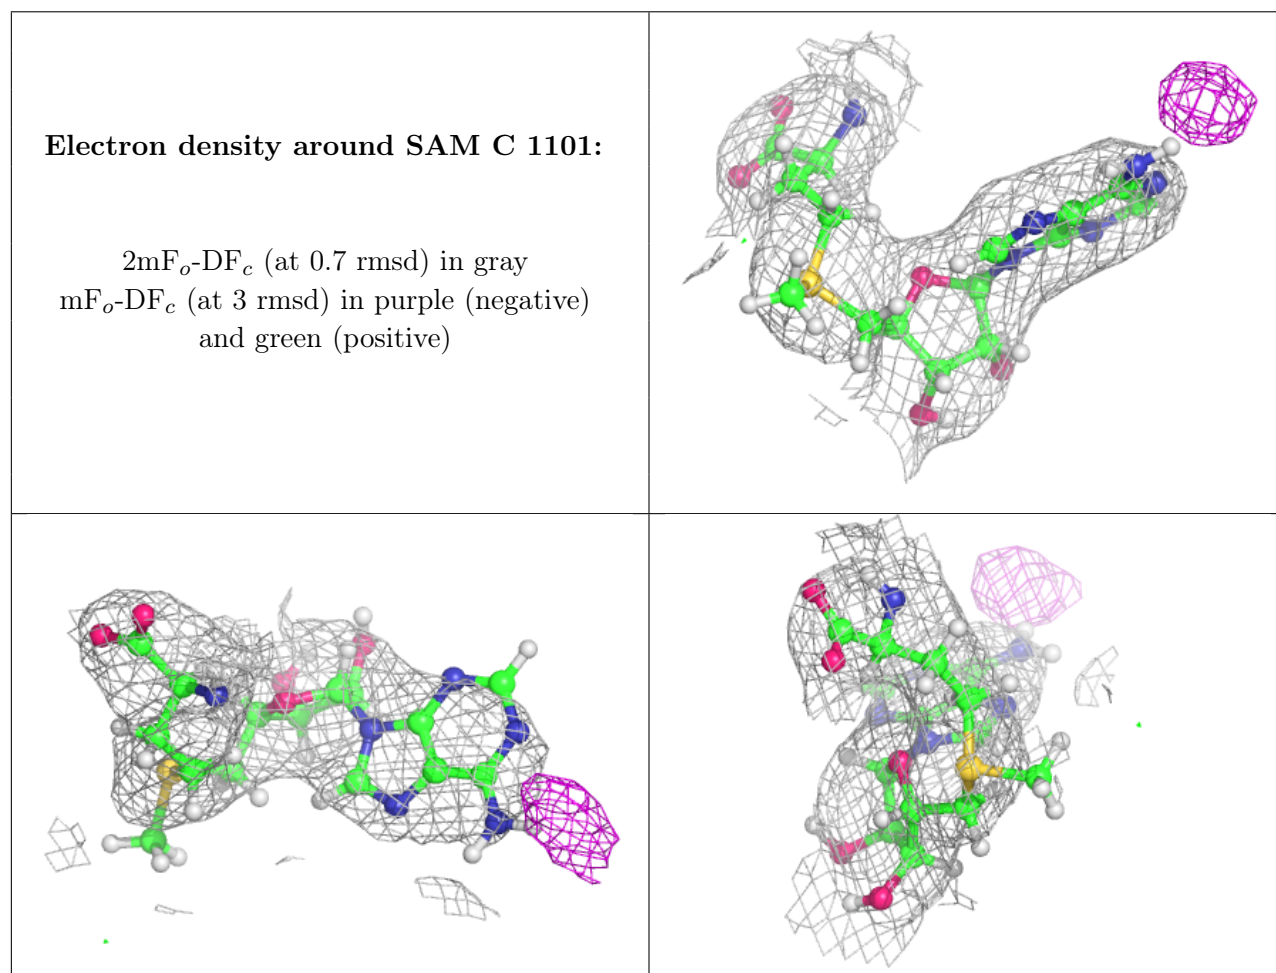 Electron density around SAM C 1101:
2mFo-DFc (at 0.7 rmsd) in gray
mFo-DFc (at 3 rmsd) in purple (negative)
and green (positive)